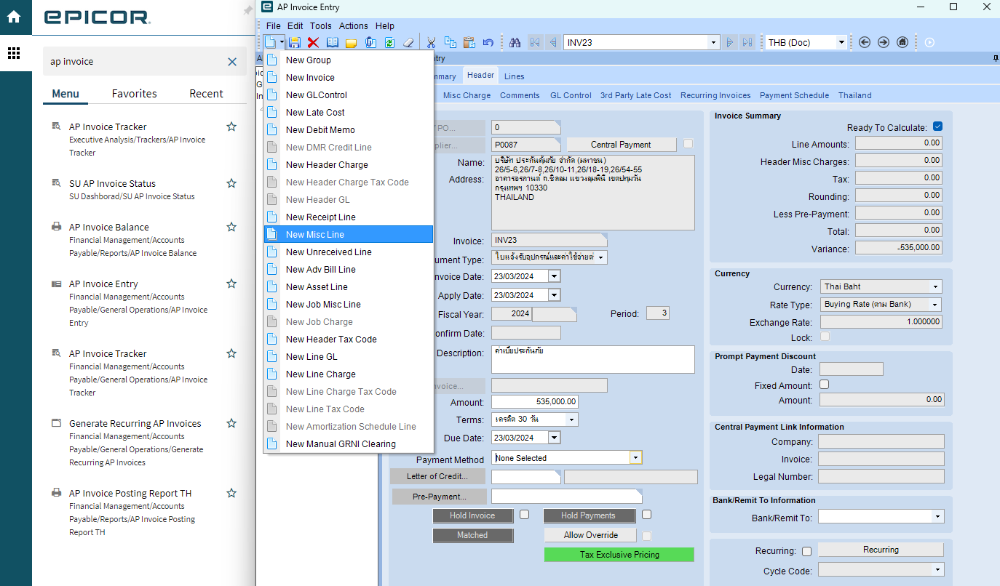 EPICOR
ap invoice
Menu
Favorites
Recent
AP Invoice Tracker
Executive Analysis/Trackers/AP Invoice
Tracker
SU AP Invoice Status
SU Dashborad/SU AP Invoice Status
AP Invoice Balance
Financial Management/Accounts
Payable/Reports/AP Invoice Balance
AP Invoice Entry
Financial Management/Accounts
Payable/General Operations/AP Invoice
Entry
AP Invoice Tracker
Financial Management/Accounts
Payable/General Operations/AP Invoice
Tracker
Generate Recurring AP Invoices
Financial Management/Accounts
Payable/General Operations/Generate
Recurring AP Invoices
AP Invoice Posting Report TH
Financial Management/Accounts
Payable/Reports/AP Invoice Posting
Report TH
AP Invoice Entry
File Edit Tools Actions Help
INV23
THB (Doc)
New Group
New Invoice
New GLControl
New Late Cost
New Debit Memo
New DMR Credit Line
New Header Charge
New Header Charge Tax Code
New Header GL
New Receipt Line
New Misc Line
New Unreceived Line
New Adv Bill Line
New Asset Line
New Job Misc Line
New Job Charge
New Header Tax Code
New Line GL
New Line Charge
New Line Charge Tax Code
New Line Tax Code
New Amortization Schedule Line
New Manual GRNI Clearing
Header Lines
Misc Charge Comments GL Control 3rd Party Late Cost Recurring Invoices Payment Schedule Thailand
PO... 0
P0087 Central Payment
Name: บริษัท ประกันคุ้มภัย จำกัด (มหาชน)
26/5-6,26/7-8,26/10-11,26/18-19,26/54-55
Address: อาคารอรกานต์ ถ.ชิดลม แขวงลุมพินี เขตปทุมวัน
กรุงเทพฯ 10330
THAILAND
Invoice: INV23
Type: ใบแจ้งรับอุปกรณ์และค่าใช้จ่ายต่
Invoice Date: 23/03/2024
Apply Date: 23/03/2024
Fiscal Year: 2024 Period: 3
onfirm Date:
Description: ค่าเบี้ยประกันภัย
Amount: 535,000.00
Terms: เครดิต 30 วัน
Due Date: 23/03/2024
Payment Method None Selected
Letter of Credit...
Pre-Payment...
Hold Invoice Hold Payments
Matched Allow Override
Tax Exclusive Pricing
Invoice Summary
Ready To Calculate:
Line Amounts: 0.00
Header Misc Charges: 0.00
Tax: 0.00
Rounding: 0.00
Less Pre-Payment: 0.00
Total: 0.00
Variance: -535,000.00
Currency
Currency: Thai Baht
Rate Type: Buying Rate (ตาม Bank)
Exchange Rate: 1.000000
Lock:
Prompt Payment Discount
Date:
Fixed Amount:
Amount: 0.00
Central Payment Link Information
Company:
Invoice:
Legal Number:
Bank/Remit To Information
Bank/Remit To:
Recurring: Recurring
Cycle Code: